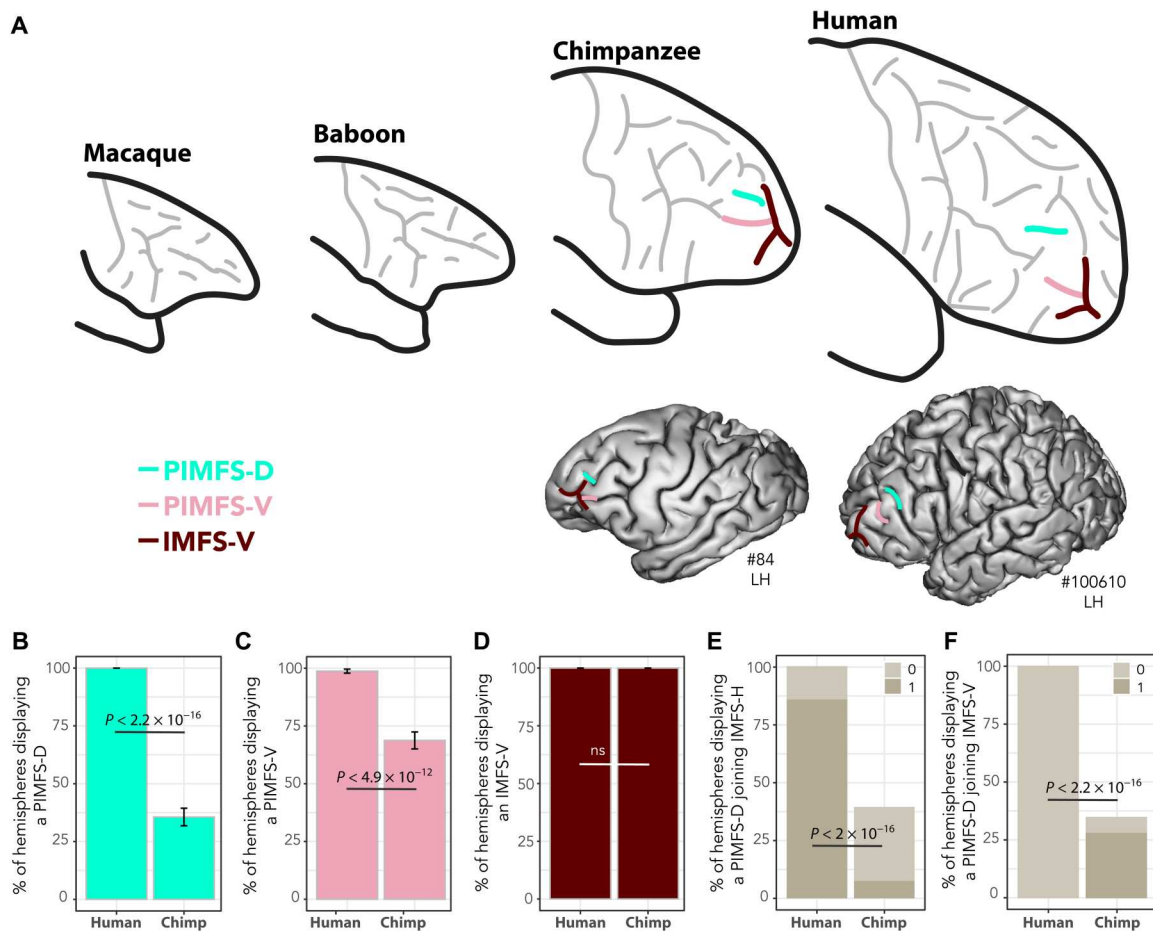 A
Macaque
Baboon
Chimpanzee
Human
PIMFS-D
PIMFS-V
IMFS-V
#84
LH
#100610
LH
B
% of hemispheres displaying
a PIMFS-D
100
75
50
25
0
P < 2.2 × 10⁻¹⁶
Human
Chimp
C
% of hemispheres displaying
a PIMFS-V
100
75
50
25
0
P < 4.9 × 10⁻¹²
Human
Chimp
D
% of hemispheres displaying
an IMFS-V
100
75
50
25
0
ns
Human
Chimp
E
% of hemispheres displaying
a PIMFS-D joining IMFS-H
100
75
50
25
0
0
1
P < 2 × 10⁻¹⁶
Human
Chimp
F
% of hemispheres displaying
a PIMFS-D joining IMFS-V
100
75
50
25
0
0
1
P < 2.2 × 10⁻¹⁶
Human
Chimp